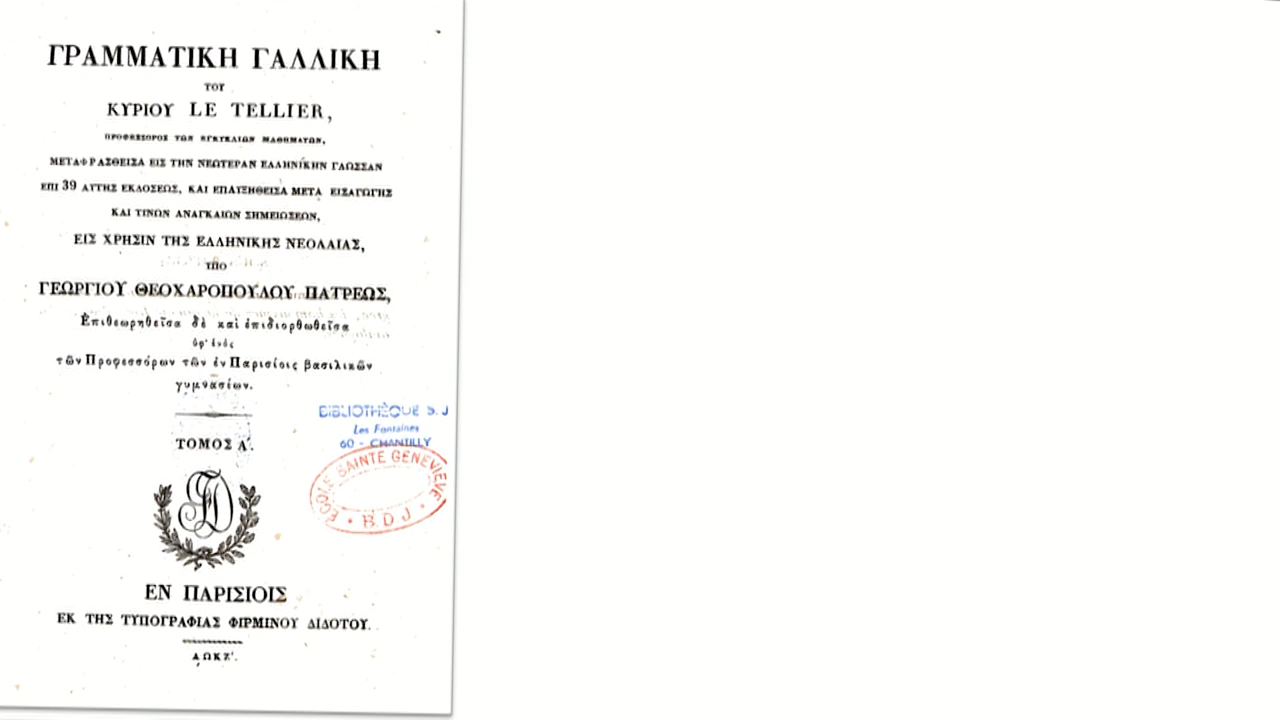 ΓΡΑΜΜΑΤΙΚΗ ΓΑΛΛΙΚΗ
ΤΟΥ
ΚΥΡΙΟΥ LE TELLIER,
ΠΡΟΦΕΣΣΟΡΟΣ ΤΩΝ ΕΓΚΥΚΛΙΩΝ ΜΑΘΗΜΑΤΩΝ,
ΜΕΤΑΦΡΑΣΘΕΙΣΑ ΕΙΣ ΤΗΝ ΝΕΩΤΕΡΑΝ ΕΛΛΗΝΙΚΗΝ ΓΛΩΣΣΑΝ
ΕΠΙ 39 ΑΥΤΗΣ ΕΚΔΟΣΕΩΣ, ΚΑΙ ΕΠΑΥΞΗΘΕΙΣΑ ΜΕΤΑ ΕΙΣΑΓΩΓΗΣ
ΚΑΙ ΤΙΝΩΝ ΑΝΑΓΚΑΙΩΝ ΣΗΜΕΙΩΣΕΩΝ,
ΕΙΣ ΧΡΗΣΙΝ ΤΗΣ ΕΛΛΗΝΙΚΗΣ ΝΕΟΛΑΙΑΣ,
ΥΠΟ
ΓΕΩΡΓΙΟΥ ΘΕΟΧΑΡΟΠΟΥΛΟΥ ΠΑΤΡΕΩΣ,
Ἐπιθεωρηθεῖσα δὲ καὶ ἐπιδιορθωθεῖσα
ὑφ' ἑνὸς
τῶν Προφεσσόρων τῶν ἐν Παρισίοις βασιλικῶν
γυμνασίων.
BIBLIOTHÈQUE S. J
Les Fontaines
60 - CHANTILLY
ΤΟΜΟΣ Α'.
ÉCOLE SAINTE GENEVIÈVE
B D J
ΕΝ ΠΑΡΙΣΙΟΙΣ
ΕΚ ΤΗΣ ΤΥΠΟΓΡΑΦΙΑΣ ΦΙΡΜΙΝΟΥ ΔΙΔΟΤΟΥ.
͵ΑΩΚΖ'.